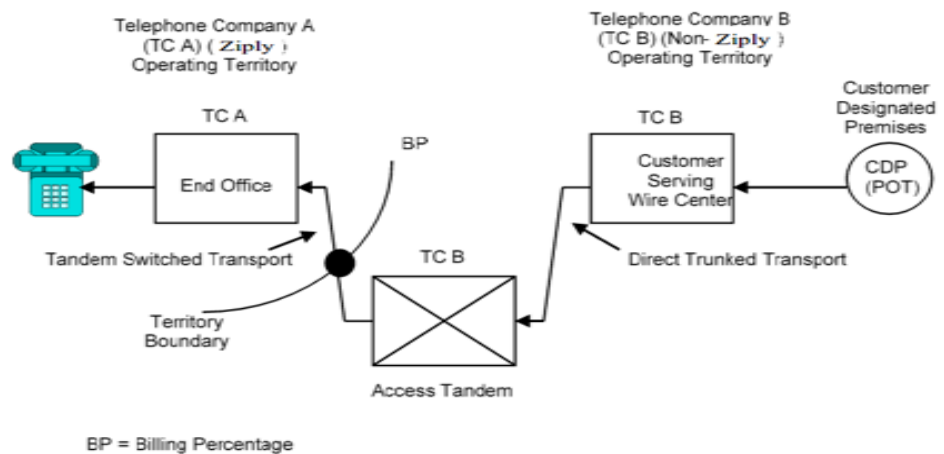 Telephone Company A
(TC A) ( Ziply )
Operating Territory
Telephone Company B
(TC B) (Non- Ziply )
Operating Territory
Customer
Designated
Premises
TC A
BP
TC B
CDP
(POT)
End Office
Customer
Serving
Wire Center
Tandem Switched Transport
TC B
Direct Trunked Transport
Territory
Boundary
Access Tandem
BP = Billing Percentage